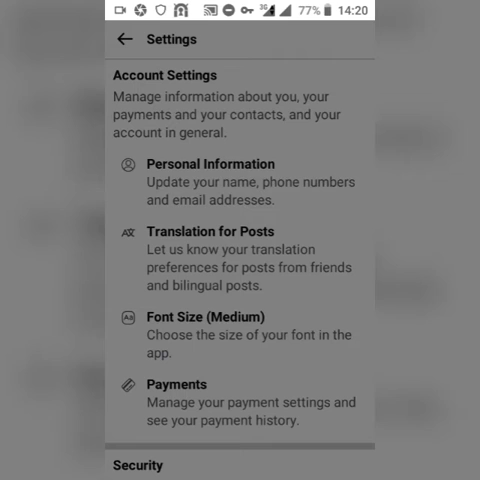 3G 77% 14:20
Settings
Account Settings
Manage information about you, your
payments and your contacts, and your
account in general.
Personal Information
Update your name, phone numbers
and email addresses.
Translation for Posts
Let us know your translation
preferences for posts from friends
and bilingual posts.
Aa Font Size (Medium)
Choose the size of your font in the
app.
Payments
Manage your payment settings and
see your payment history.
Security